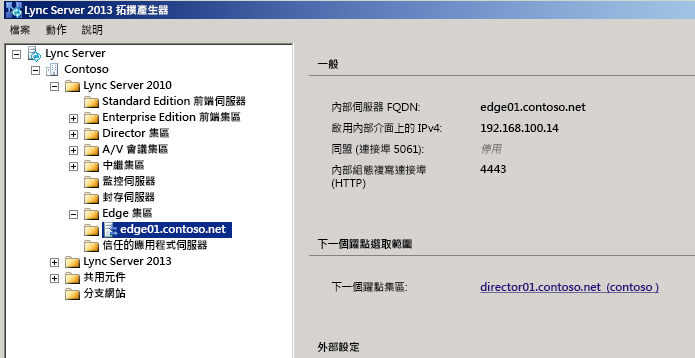 Lync Server 2013 拓撲產生器
檔案 動作 說明
Lync Server
Contoso
Lync Server 2010
Standard Edition 前端伺服器
Enterprise Edition 前端集區
Director 集區
A/V 會議集區
中繼集區
監控伺服器
封存伺服器
Edge 集區
edge01.contoso.net
信任的應用程式伺服器
Lync Server 2013
共用元件
分支網站
一般
內部伺服器 FQDN: edge01.contoso.net
啟用內部介面上的 IPv4: 192.168.100.14
同盟 (連接埠 5061): 停用
內部組態複寫連接埠 4443
(HTTP)
下一個躍點選取範圍
下一個躍點集區: director01.contoso.net (contoso )
外部設定